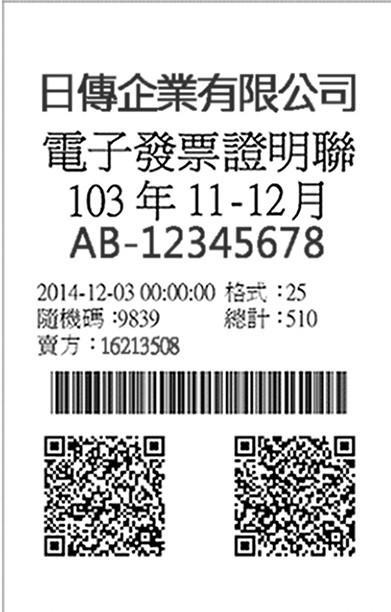 日傳企業有限公司
電子發票證明聯
103 年 11-12月
AB-12345678
2014-12-03 00:00:00 格式 :25
隨機碼 :9839 總計 :510
賣方 : 16213508